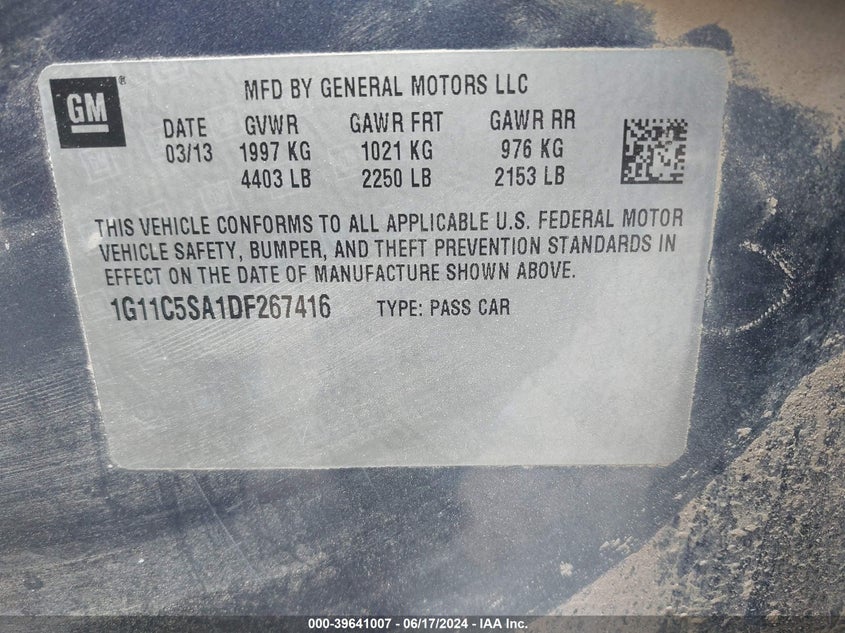 GM®
MFD BY GENERAL MOTORS LLC
DATE GVWR GAWR FRT GAWR RR
03/13 1997 KG 1021 KG 976 KG
4403 LB 2250 LB 2153 LB
THIS VEHICLE CONFORMS TO ALL APPLICABLE U.S. FEDERAL MOTOR
VEHICLE SAFETY, BUMPER, AND THEFT PREVENTION STANDARDS IN
EFFECT ON THE DATE OF MANUFACTURE SHOWN ABOVE.
1G11C5SA1DF267416 TYPE: PASS CAR
000-39641007 - 06/17/2024 - IAA Inc.